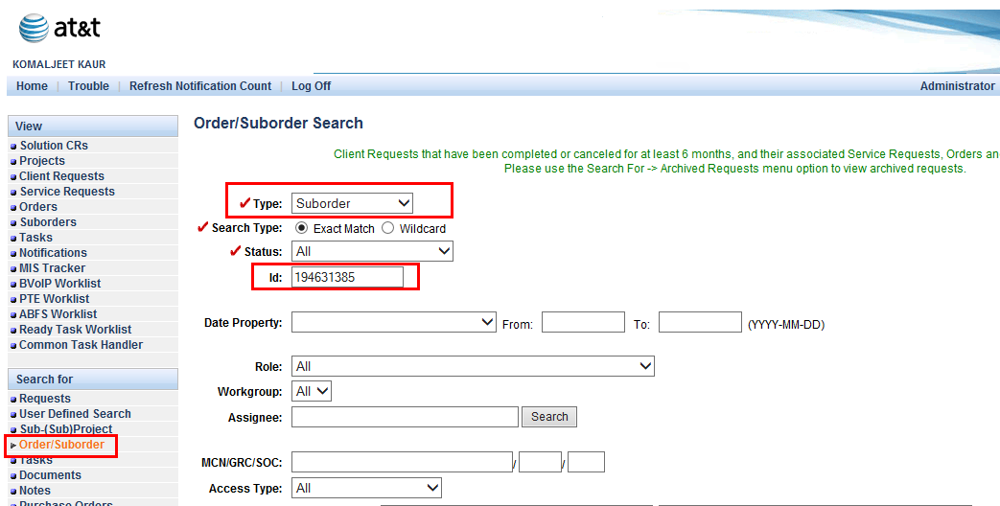 at&t
KOMALJEET KAUR
Home | Trouble | Refresh Notification Count | Log Off Administrator
View
Solution CRs
Projects
Client Requests
Service Requests
Orders
Suborders
Tasks
Notifications
MIS Tracker
BVoIP Worklist
PTE Worklist
ABFS Worklist
Ready Task Worklist
Common Task Handler
Search for
Requests
User Defined Search
Sub-(Sub)Project
Order/Suborder
Tasks
Documents
Notes
Purchase Orders
Order/Suborder Search
Client Requests that have been completed or canceled for at least 6 months, and their associated Service Requests, Orders an
Please use the Search For -> Archived Requests menu option to view archived requests.
Type: Suborder
Search Type: Exact Match Wildcard
Status: All
Id: 194631385
Date Property: From: To: (YYYY-MM-DD)
Role: All
Workgroup: All
Assignee: Search
MCN/GRC/SOC: / /
Access Type: All